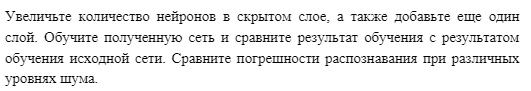 Увеличьте количество нейронов в скрытом слое, а также добавьте еще один
слой. Обучите полученную сеть и сравните результат обучения с результатом
обучения исходной сети. Сравните погрешности распознавания при различных
уровнях шума.